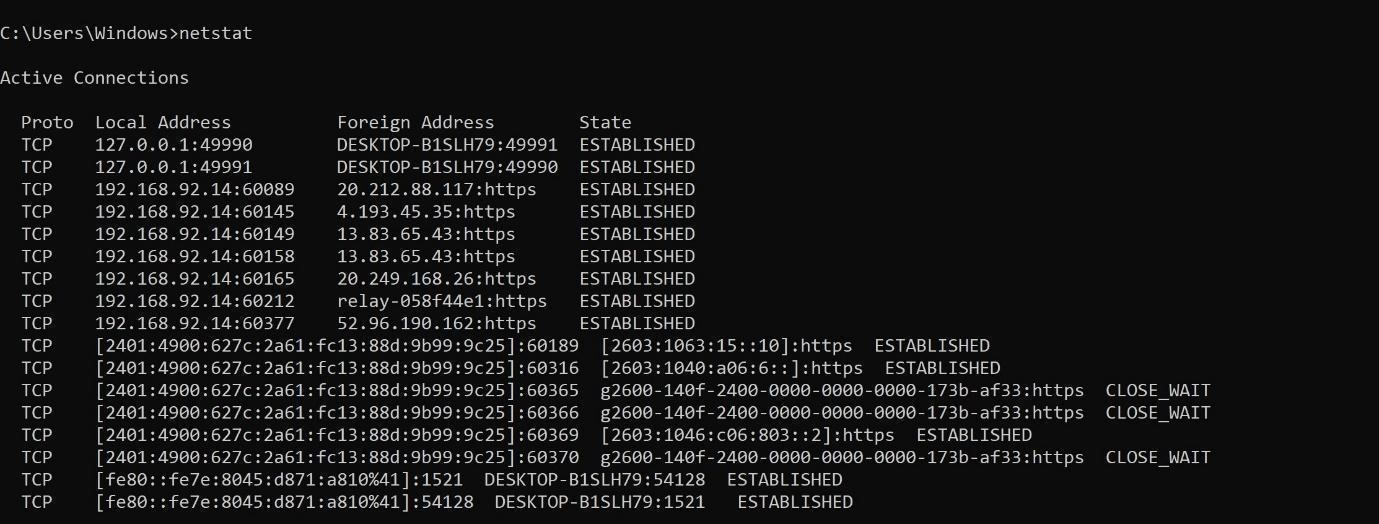 C:\Users\Windows>netstat
Active Connections
Proto  Local Address          Foreign Address        State
TCP    127.0.0.1:49990        DESKTOP-B1SLH79:49991  ESTABLISHED
TCP    127.0.0.1:49991        DESKTOP-B1SLH79:49990  ESTABLISHED
TCP    192.168.92.14:60089    20.212.88.117:https    ESTABLISHED
TCP    192.168.92.14:60145    4.193.45.35:https      ESTABLISHED
TCP    192.168.92.14:60149    13.83.65.43:https      ESTABLISHED
TCP    192.168.92.14:60158    13.83.65.43:https      ESTABLISHED
TCP    192.168.92.14:60165    20.249.168.26:https    ESTABLISHED
TCP    192.168.92.14:60212    relay-058f44e1:https   ESTABLISHED
TCP    192.168.92.14:60377    52.96.190.162:https    ESTABLISHED
TCP    [2401:4900:627c:2a61:fc13:88d:9b99:9c25]:60189  [2603:1063:15::10]:https  ESTABLISHED
TCP    [2401:4900:627c:2a61:fc13:88d:9b99:9c25]:60316  [2603:1040:a06:6::]:https  ESTABLISHED
TCP    [2401:4900:627c:2a61:fc13:88d:9b99:9c25]:60365  g2600-140f-2400-0000-0000-0000-173b-af33:https  CLOSE_WAIT
TCP    [2401:4900:627c:2a61:fc13:88d:9b99:9c25]:60366  g2600-140f-2400-0000-0000-0000-173b-af33:https  CLOSE_WAIT
TCP    [2401:4900:627c:2a61:fc13:88d:9b99:9c25]:60369  [2603:1046:c06:803::2]:https  ESTABLISHED
TCP    [2401:4900:627c:2a61:fc13:88d:9b99:9c25]:60370  g2600-140f-2400-0000-0000-0000-173b-af33:https  CLOSE_WAIT
TCP    [fe80::fe7e:8045:d871:a810%41]:1521  DESKTOP-B1SLH79:54128  ESTABLISHED
TCP    [fe80::fe7e:8045:d871:a810%41]:54128  DESKTOP-B1SLH79:1521   ESTABLISHED